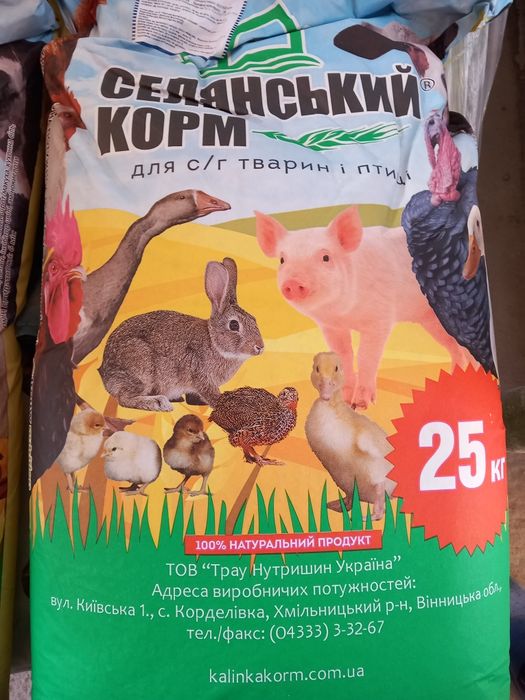 СЕЛЯНСЬКИЙ®
КОРМ
для с/г тварин і птиці
25 кг
100% НАТУРАЛЬНИЙ ПРОДУКТ
ТОВ "Трау Нутришин Україна"
Адреса виробничих потужностей:
вул. Київська 1., с. Корделівка, Хмільницький р-н, Вінницька обл.,
тел./факс: (04333) 3-32-67
kalinkakorm.com.ua